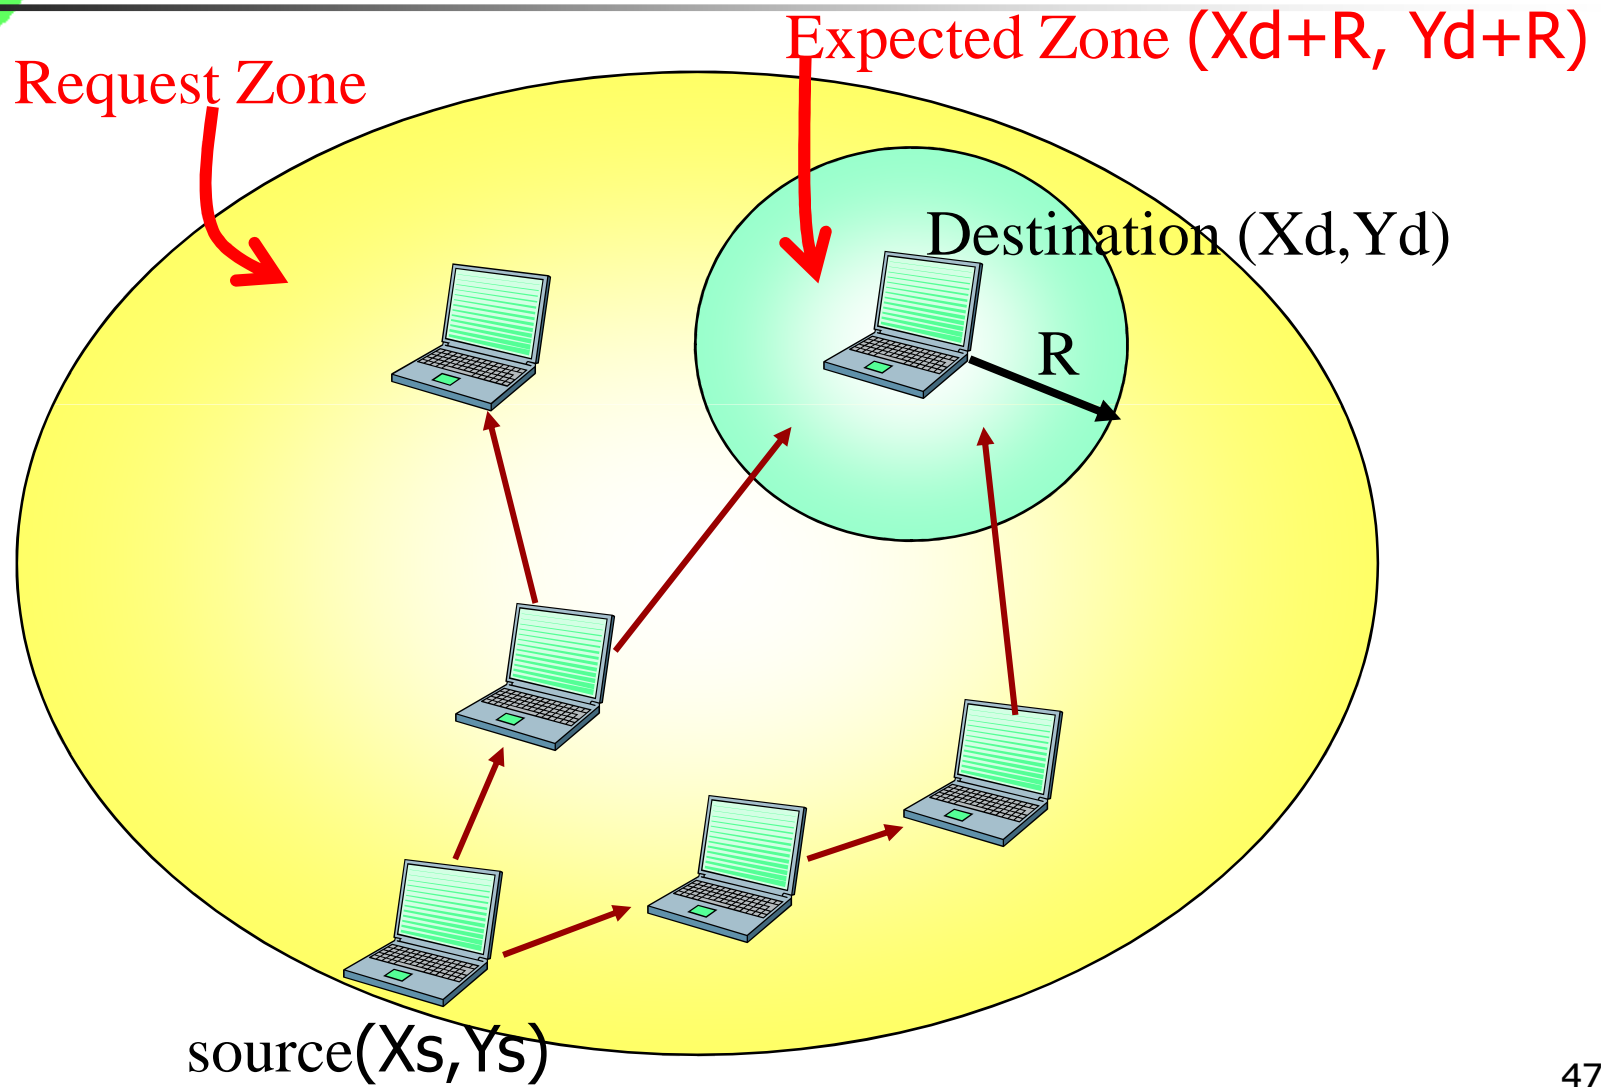 Expected Zone (Xd+R, Yd+R)
Request Zone
Destination (Xd,Yd)
R
source(Xs,Ys)
47